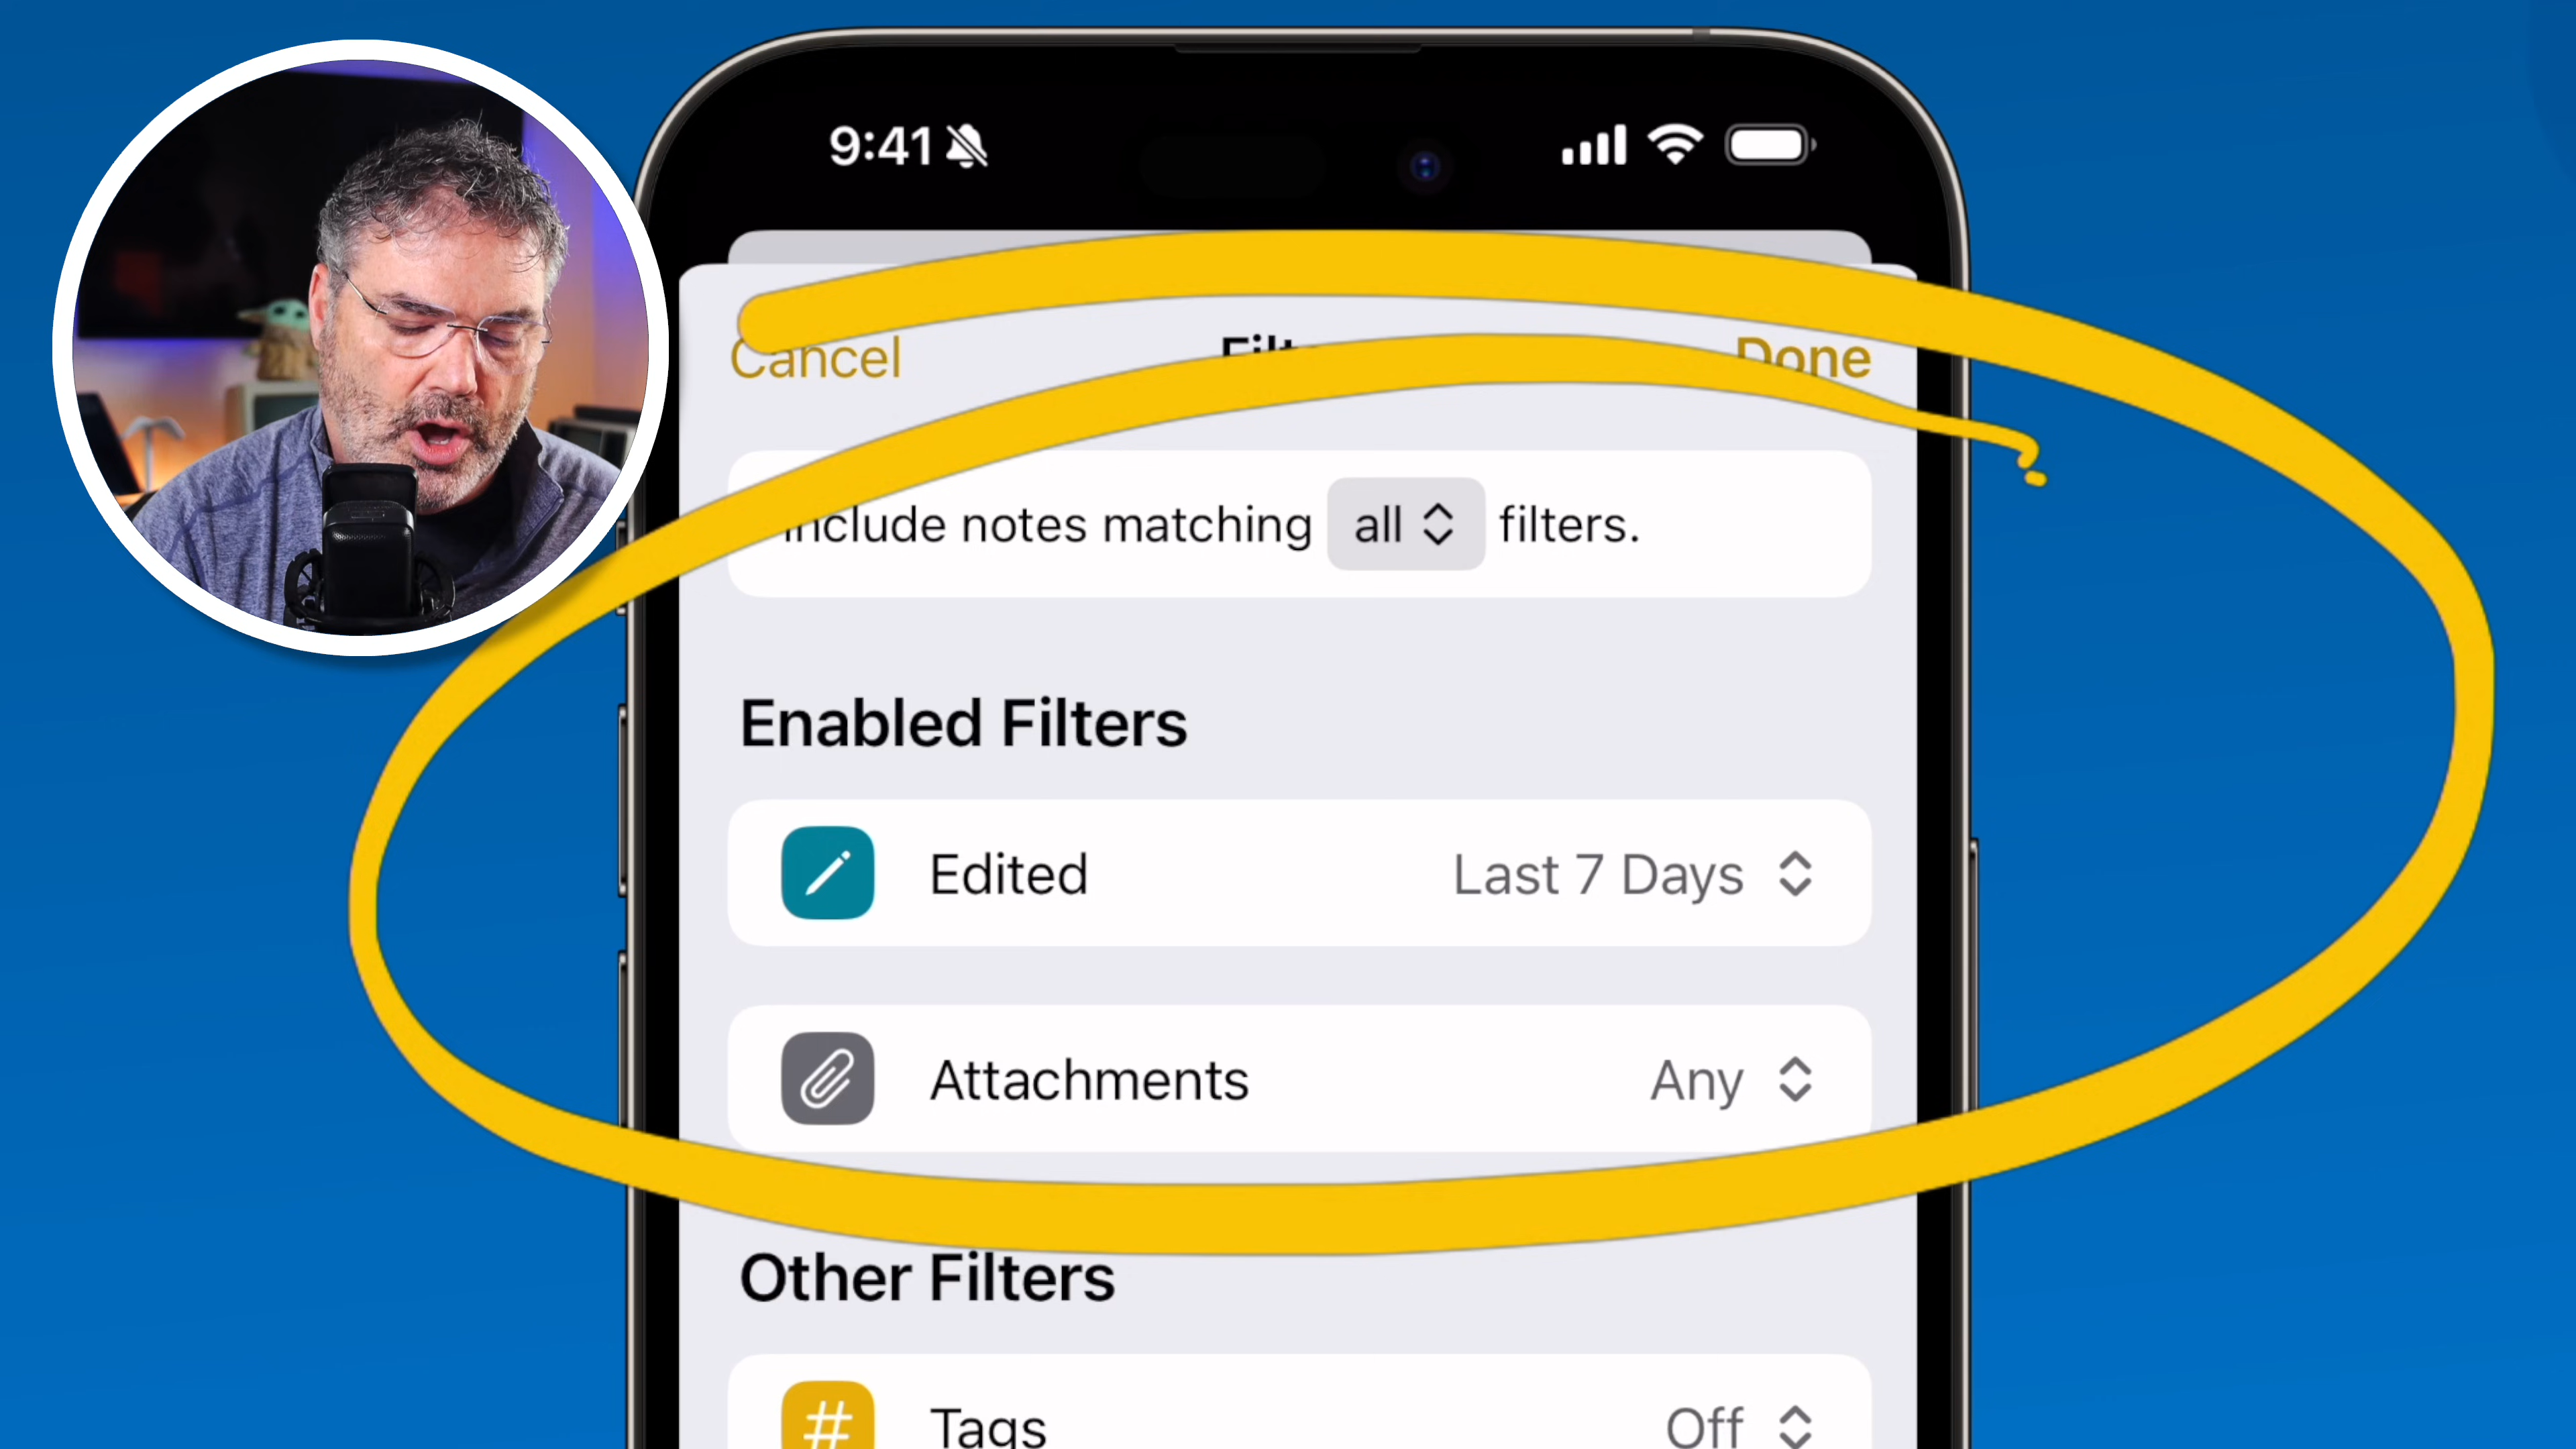 9:41
Cancel
Done
Include notes matching all filters.
Enabled Filters
Edited Last 7 Days
Attachments Any
Other Filters
# Tags Off